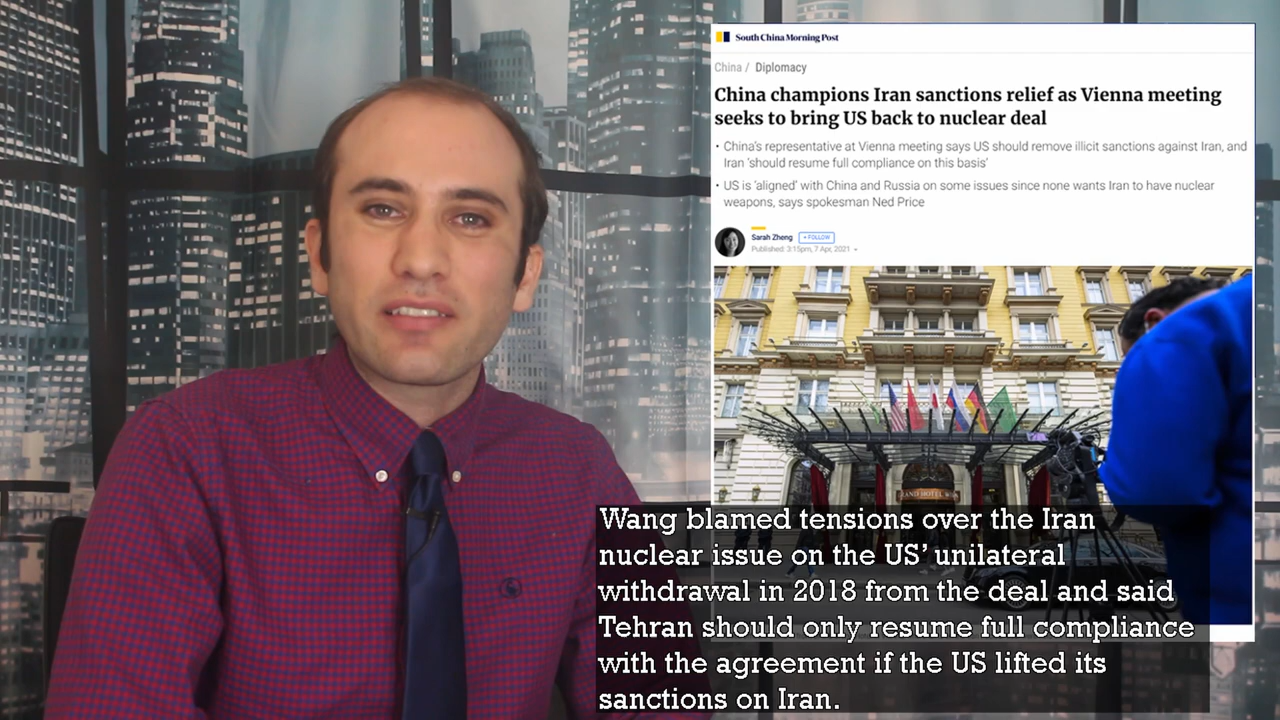 South China Morning Post
China / Diplomacy
China champions Iran sanctions relief as Vienna meeting
seeks to bring US back to nuclear deal
• China's representative at Vienna meeting says US should remove illicit sanctions against Iran, and
Iran 'should resume full compliance on this basis'
• US is 'aligned' with China and Russia on some issues since none wants Iran to have nuclear
weapons, says spokesman Ned Price
Sarah Zheng + FOLLOW
Published: 3:15pm, 7 Apr, 2021
GRAND HOTEL
Wang blamed tensions over the Iran
nuclear issue on the US’ unilateral
withdrawal in 2018 from the deal and said
Tehran should only resume full compliance
with the agreement if the US lifted its
sanctions on Iran.